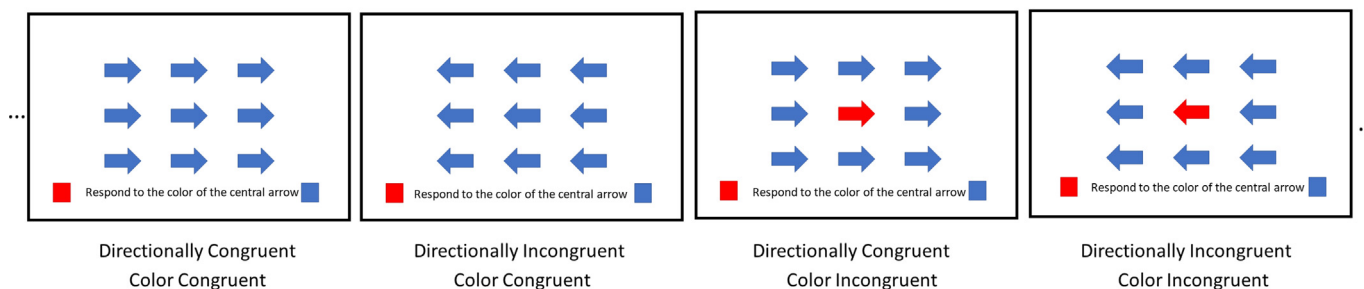 ...
Respond to the color of the central arrow
Respond to the color of the central arrow
Respond to the color of the central arrow
Respond to the color of the central arrow
.
Directionally Congruent
Color Congruent
Directionally Incongruent
Color Congruent
Directionally Congruent
Color Incongruent
Directionally Incongruent
Color Incongruent